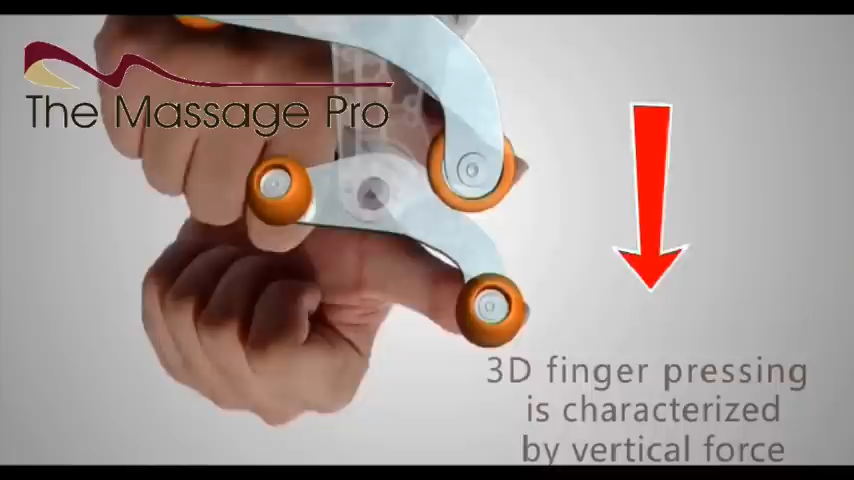 The Massage Pro
3D finger pressing
is characterized
by vertical force